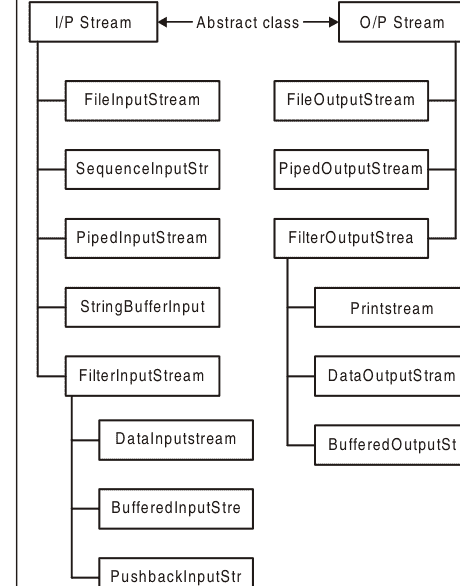 I/P Stream
Abstract class
O/P Stream
FileInputStream
FileOutputStream
SequenceInputStr
PipedOutputStream
PipedInputStream
FilterOutputStrea
StringBufferInput
Printstream
FilterInputStream
DataOutputStram
DataInputstream
BufferedOutputSt
BufferedInputStre
PushbackInputStr